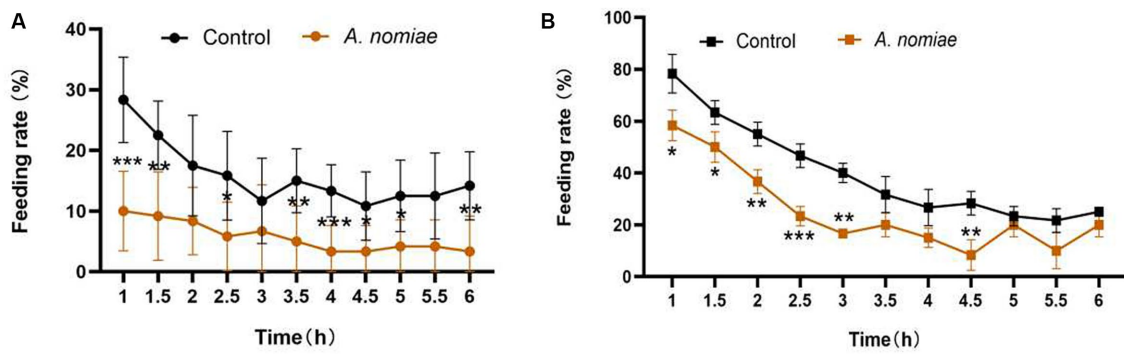 A
Control
A. nomiae
Feeding rate (%)
40
30
20
10
0
*** ** * ** *** * * **
1 1.5 2 2.5 3 3.5 4 4.5 5 5.5 6
Time(h)
B
Control
A. nomiae
Feeding rate (%)
100
80
60
40
20
0
* * ** *** ** **
1 1.5 2 2.5 3 3.5 4 4.5 5 5.5 6
Time(h)